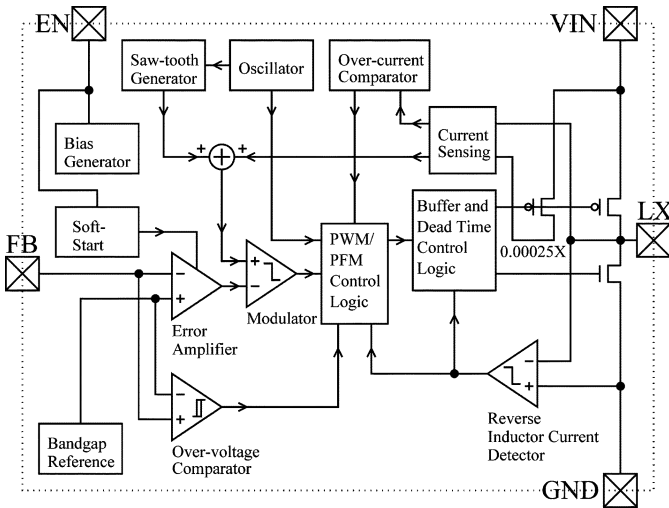 EN
VIN
Saw-tooth
Generator
Oscillator
Over-current
Comparator
Bias
Generator
+
+
+
Current
Sensing
Soft-
Start
FB
PWM/
PFM
Control
Logic
Buffer and
Dead Time
Control
Logic
0.00025X
LX
−
+
Error
Amplifier
+
−
Modulator
−
+
Over-voltage
Comparator
−
+
Reverse
Inductor Current
Detector
Bandgap
Reference
GND